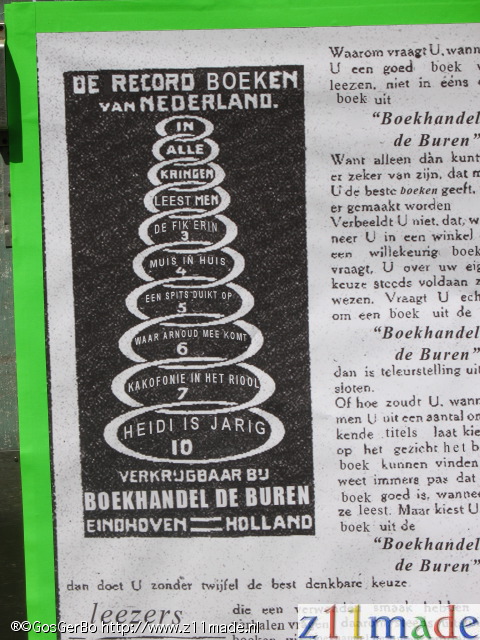 DE RECORD BOEKEN
VAN NEDERLAND.
IN
ALLE
KRINGEN
LEEST MEN
DE FIK ERIN
3
MUIS IN HUIS
4
EEN SPITS DUIKT OP
5
WAAR ARNOUD MEE KOMT
6
KAKOFONIE IN HET RIOOL
7
HEIDI IS JARIG
10
VERKRIJGBAAR BIJ
BOEKHANDEL DE BUREN
EINDHOVEN HOLLAND
Waarom vraagt U, wann
U een goed boek
leezen, niet in ééns
boek uit
"Boekhandel
de Buren"
Want alleen dàn kunt
er zeker van zijn, dat m
U de beste boeken geeft,
er gemaakt worden
Verbeeldt U niet, dat, w
neer U in een winkel
een willekeurig boek
vraagt, U over uw eig
keuze steeds voldaan z
wezen. Vraagt U ech
om een boek uit de
"Boekhandel
de Buren"
dan is teleurstelling uit
sloten.
Of hoe zoudt U, wann
men U uit een aantal on
kende titels laat kie
op het gezicht het b
boek kunnen vinden
weet immers pas dat
boek goed is, wannee
ze leest. Maar kiest U
boek uit de
"Boekhandel
de Buren"
dan doet U zonder twijfel de best denkbare keuze.
leezers
die een verwende smaak hebben
®GOsGerBo http://www.z11made.nl
z11made